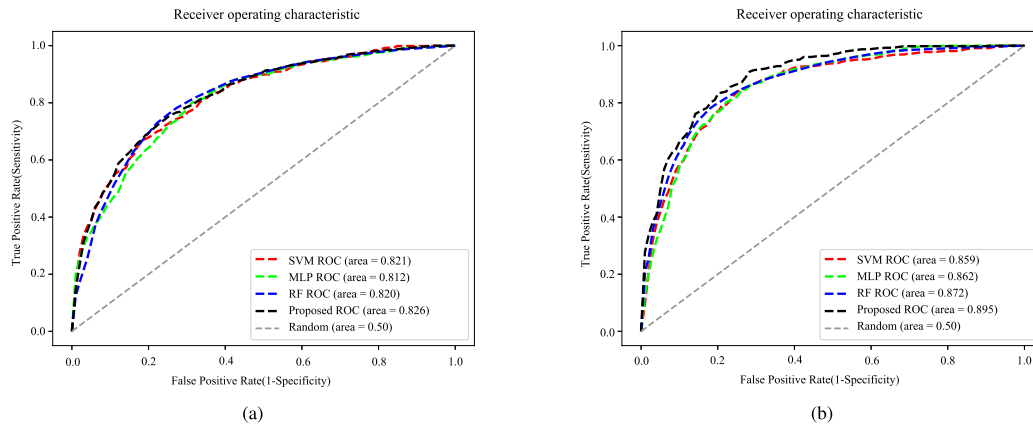 Receiver operating characteristic
True Positive Rate(Sensitivity)
1.0
0.8
0.6
0.4
0.2
0.0
SVM ROC (area = 0.821)
MLP ROC (area = 0.812)
RF ROC (area = 0.820)
Proposed ROC (area = 0.826)
Random (area = 0.50)
0.0 0.2 0.4 0.6 0.8 1.0
False Positive Rate(1-Specificity)
(a)
Receiver operating characteristic
True Positive Rate(Sensitivity)
1.0
0.8
0.6
0.4
0.2
0.0
SVM ROC (area = 0.859)
MLP ROC (area = 0.862)
RF ROC (area = 0.872)
Proposed ROC (area = 0.895)
Random (area = 0.50)
0.0 0.2 0.4 0.6 0.8 1.0
False Positive Rate(1-Specificity)
(b)